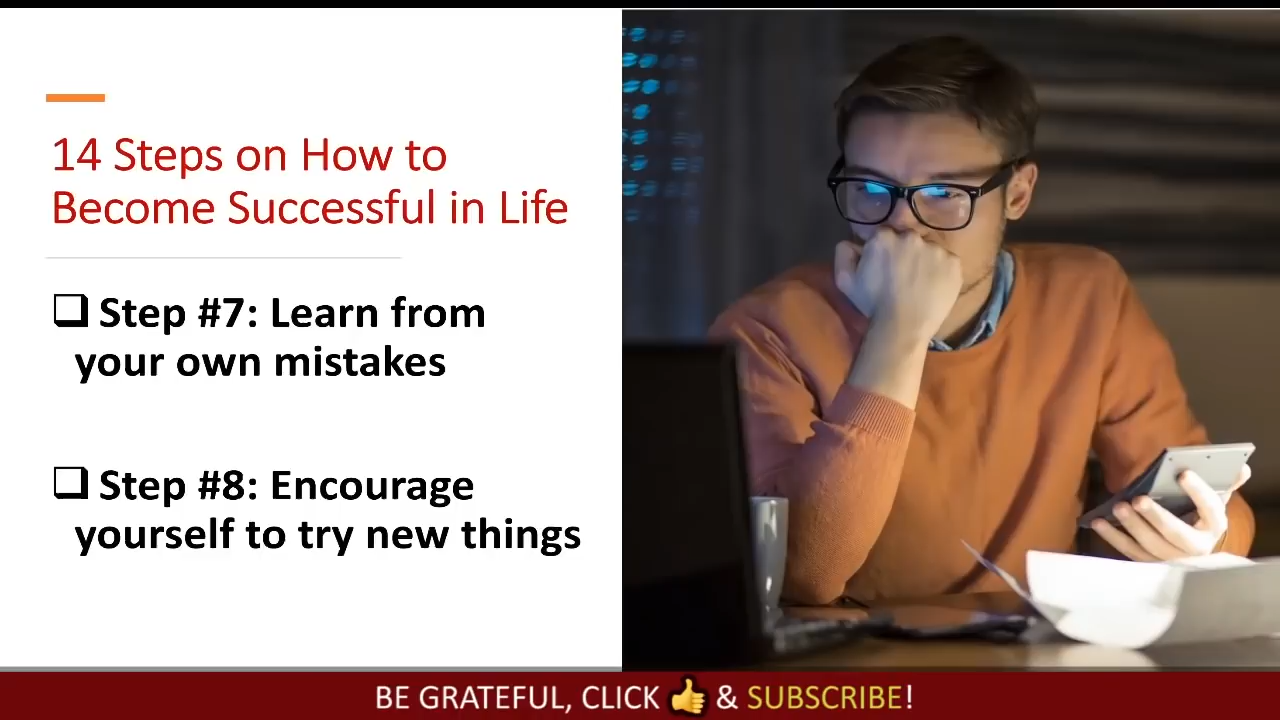 14 Steps on How to
Become Successful in Life
❑ Step #7: Learn from
your own mistakes
❑ Step #8: Encourage
yourself to try new things
BE GRATEFUL, CLICK 👍 & SUBSCRIBE!